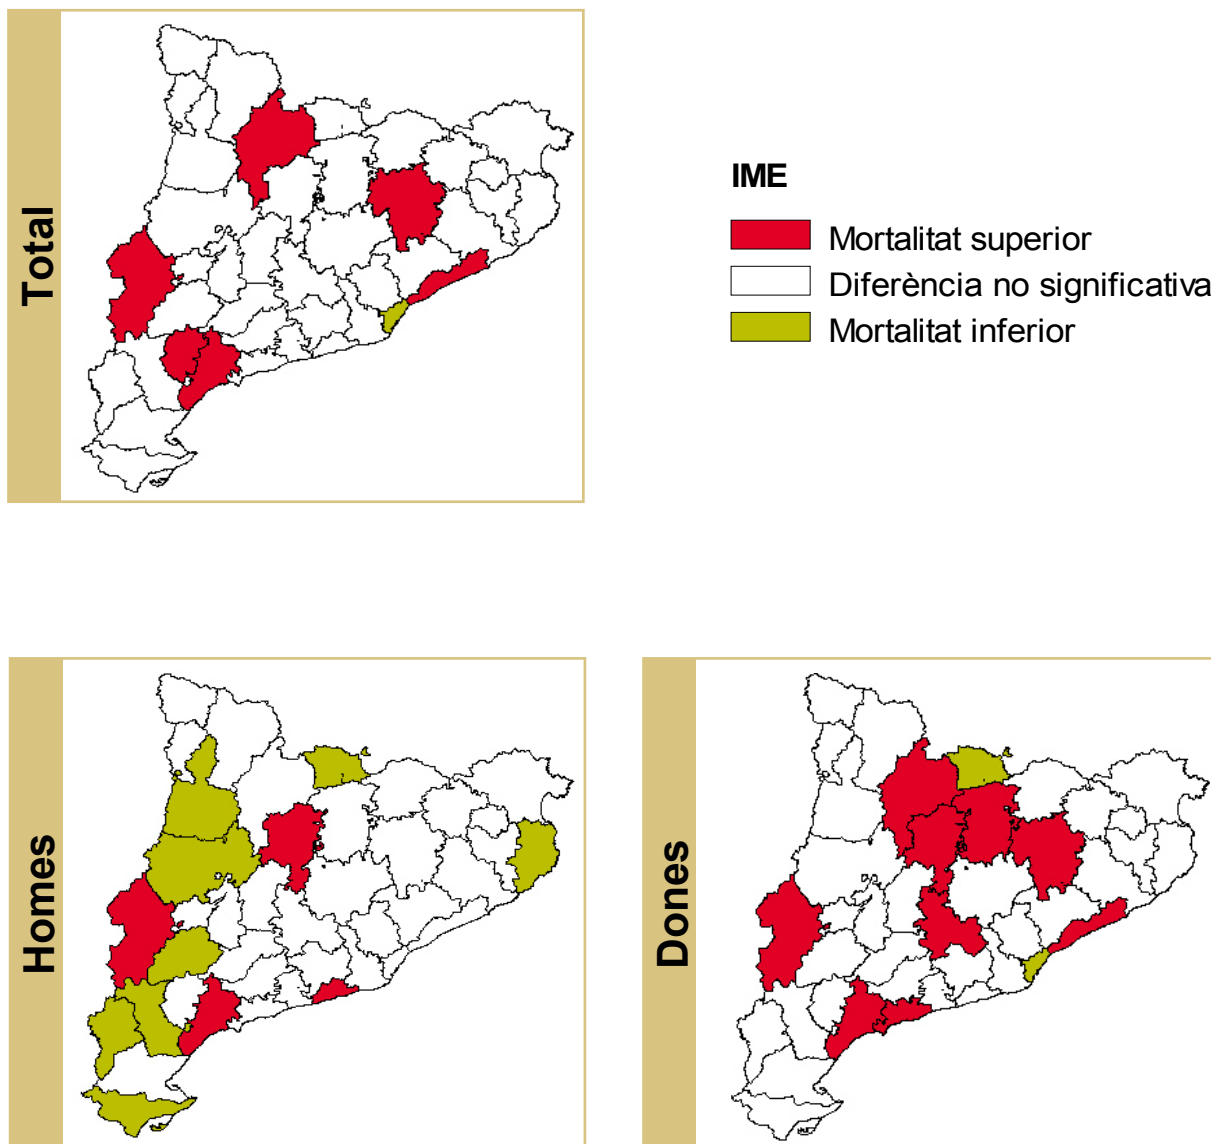 Total
IME
Mortalitat superior
Diferència no significativa
Mortalitat inferior
Homes
Dones